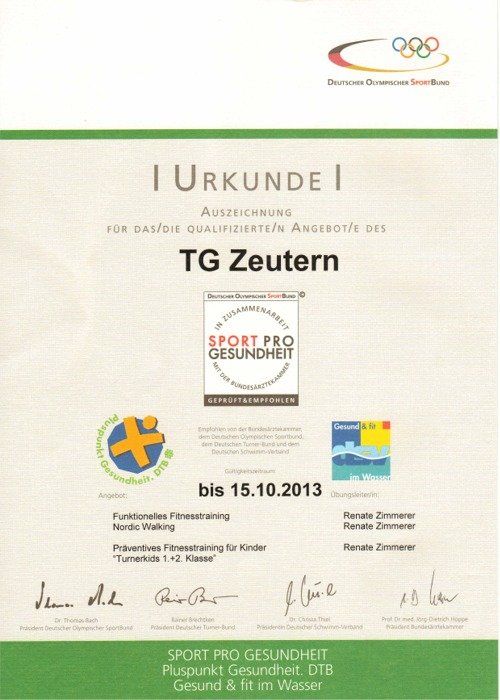 DEUTSCHER OLYMPISCHER SPORTBUND
| URKUNDE |
AUSZEICHNUNG
FÜR DAS/DIE QUALIFIZIERTE/N ANGEBOT/E DES
TG Zeutern
DEUTSCHER OLYMPISCHER SPORTBUND ©
IN ZUSAMMENARBEIT
SPORT PRO
GESUNDHEIT
MIT DER BUNDESÄRZTEKAMMER
GEPRÜFT&EMPFOHLEN
Pluspunkt Gesundheit. DTB
Empfohlen von der Bundesärztekammer,
dem Deutschen Olympischen Sportbund,
dem Deutschen Turner-Bund und dem
Deutschen Schwimm-Verband
Gesund & fit
dsv
im Wasser
Gültigkeitszeitraum:
bis 15.10.2013
Angebot:
Übungsleiter/in:
Funktionelles Fitnesstraining Renate Zimmerer
Nordic Walking Renate Zimmerer
Präventives Fitnesstraining für Kinder Renate Zimmerer
"Turnerkids 1.+2. Klasse"
Dr. Thomas Bach
Präsident Deutscher Olympischer SportBund
Rainer Brechtken
Präsident Deutscher Turner-Bund
Dr. Christa Thiel
Präsidentin Deutscher Schwimm-Verband
Prof. Dr. med. Jörg-Dietrich Hoppe
Präsident Bundesärztekammer
SPORT PRO GESUNDHEIT
Pluspunkt Gesundheit. DTB
Gesund & fit im Wasser